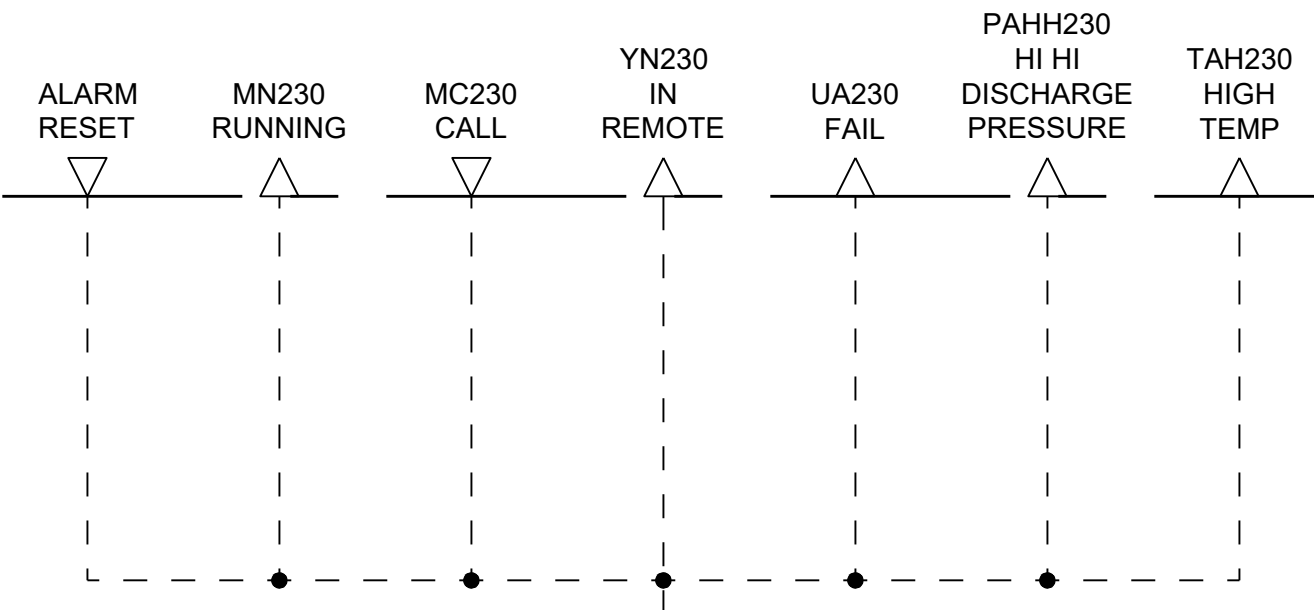 ALARM
RESET
MN230
RUNNING
MC230
CALL
YN230
IN
REMOTE
UA230
FAIL
PAHH230
HI HI
DISCHARGE
PRESSURE
TAH230
HIGH
TEMP